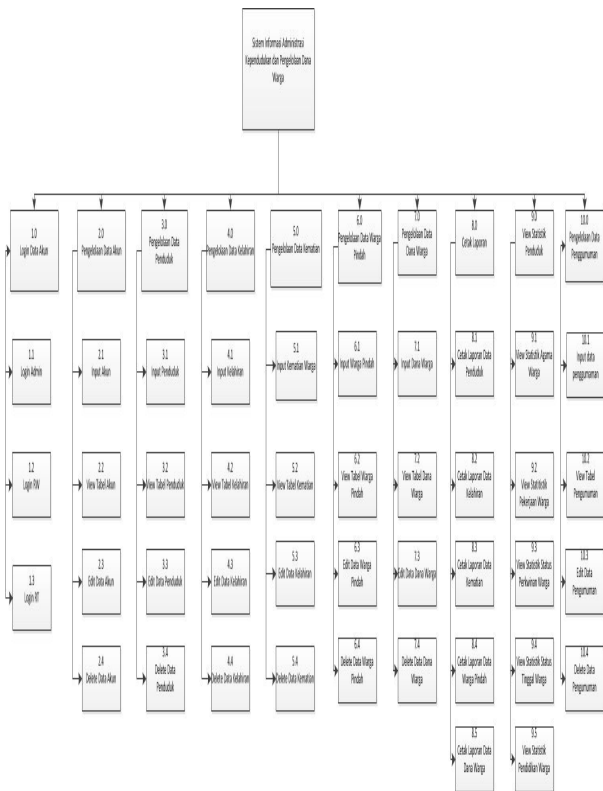 Sistem Informasi Administrasi
Kependudukan dan Pengelolaan Dana
Warga
1.0
Login Data Akun
2.0
Pengelolaan Data Akun
3.0
Pengelolaan Data
Penduduk
4.0
Pengelolaan Data Kelahiran
5.0
Pengelolaan Data Kematian
6.0
Pengelolaan Data Warga
Pindah
7.0
Pengelolaan Data
Dana Warga
8.0
Cetak Laporan
9.0
View Statistik
Penduduk
10.0
Pengelolaan Data
Penggumuman
1.1
Login Admin
2.1
Input Akun
3.1
Input Penduduk
4.1
Input Kelahiran
5.1
Input Kematian Warga
6.1
Input Warga Pindah
7.1
Input Dana Warga
8.1
Cetak Laporan Data
Penduduk
9.1
View Statistik Agama
Warga
10.1
Input data
penggumaman
1.2
Login RW
2.2
View Tabel Akun
3.2
View Tabel Penduduk
4.2
View Tabel Kelahiran
5.2
View Tabel Kematian
6.2
View Tabel Warga
Pindah
7.2
View Tabel Dana
Warga
8.2
Cetak Laporan Data
Kelahiran
9.2
View Statistik
Pekerjaan Warga
10.2
View Tabel
Pengumuman
1.3
Login RT
2.3
Edit Data Akun
3.3
Edit Data Penduduk
4.3
Edit Data Kelahiran
5.3
Edit Data Kelahiran
6.3
Edit Data Warga
Pindah
7.3
Edit Data Dana Warga
8.3
Cetak Laporan Data
Kematian
9.3
View Statistik Status
Perkwinan Warga
10.3
Edit Data
Pengumuman
2.4
Delete Data Akun
3.4
Delete Data
Penduduk
4.4
Delete Data Kelahiran
5.4
Delete Data Kematian
6.4
Delete Data Warga
Pindah
7.4
Delete Data Dana
Warga
8.4
Cetak Laporan Data
Warga Pindah
9.4
View Statistik Status
Tinggal Warga
10.4
Delete Data
Pengumuman
8.5
Cetak Laporan Data
Dana Warga
9.5
View Statistik
Pendidikan Warga